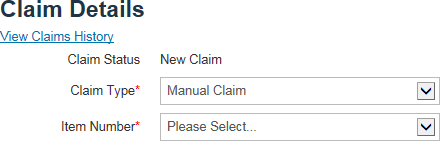 Claim Details
View Claims History
Claim Status New Claim
Claim Type* Manual Claim
Item Number* Please Select...